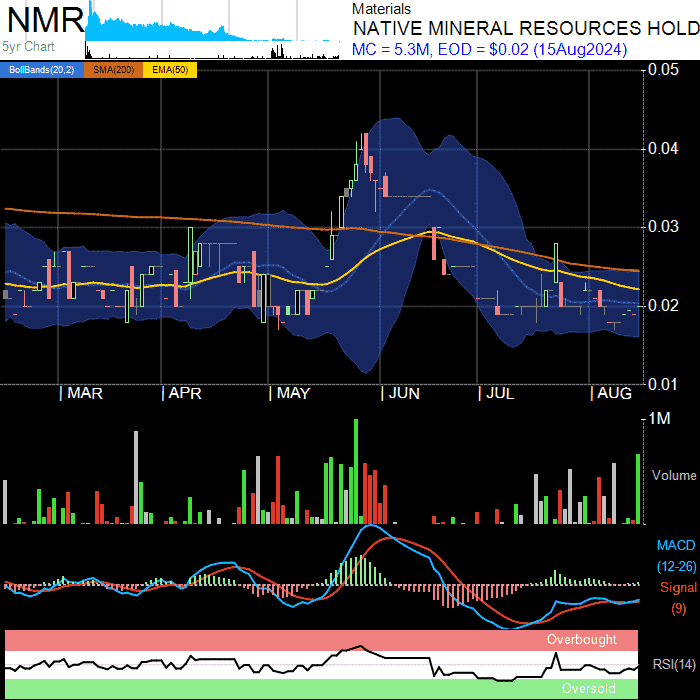 NMR
5yr Chart
Materials
NATIVE MINERAL RESOURCES HOLD
MC = 5.3M, EOD = $0.02 (15Aug2024)
BollBands(20,2) SMA(200) EMA(50)
0.05
0.04
0.03
0.02
0.01
MAR APR MAY JUN JUL AUG
1M
Volume
MACD
(12-26)
Signal
(9)
Overbought
RSI(14)
Oversold